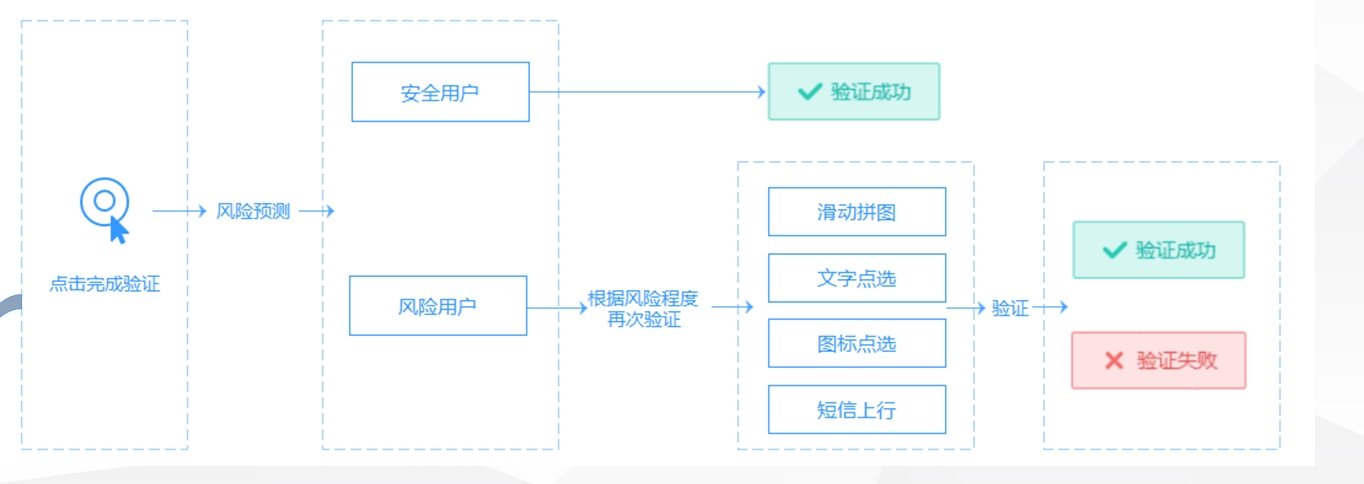 点击完成验证
风险预测
安全用户
验证成功
风险用户
根据风险程度
再次验证
滑动拼图
文字点选
图标点选
短信上行
验证
验证成功
验证失败